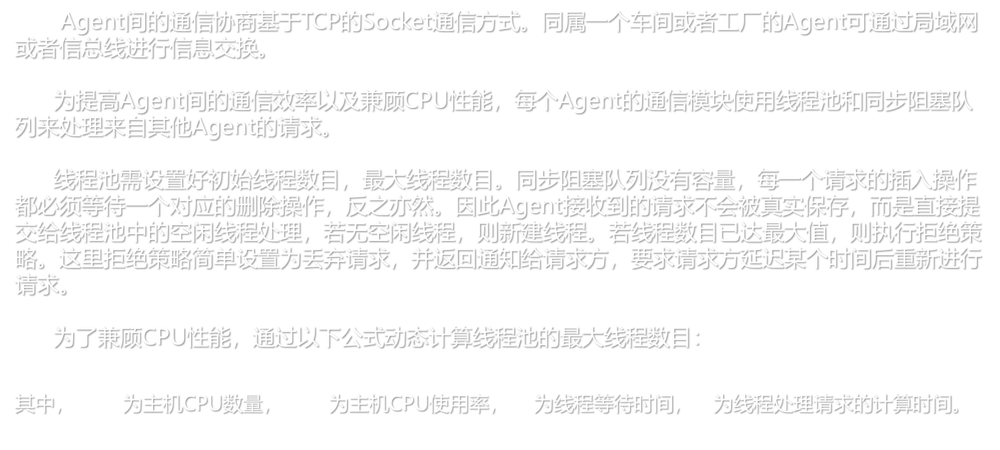 Agent间的通信协商基于TCP的Socket通信方式。同属一个车间或者工厂的Agent可通过局域网
或者信总线进行信息交换。
为提高Agent间的通信效率以及兼顾CPU性能，每个Agent的通信模块使用线程池和同步阻塞队
列来处理来自其他Agent的请求。
线程池需设置好初始线程数目，最大线程数目。同步阻塞队列没有容量，每一个请求的插入操作
都必须等待一个对应的删除操作，反之亦然。因此Agent接收到的请求不会被真实保存，而是直接提
交给线程池中的空闲线程处理，若无空闲线程，则新建线程。若线程数目已达最大值，则执行拒绝策
略。这里拒绝策略简单设置为丢弃请求，并返回通知给请求方，要求请求方延迟某个时间后重新进行
请求。
为了兼顾CPU性能，通过以下公式动态计算线程池的最大线程数目：
其中， 为主机CPU数量， 为主机CPU使用率， 为线程等待时间， 为线程处理请求的计算时间。